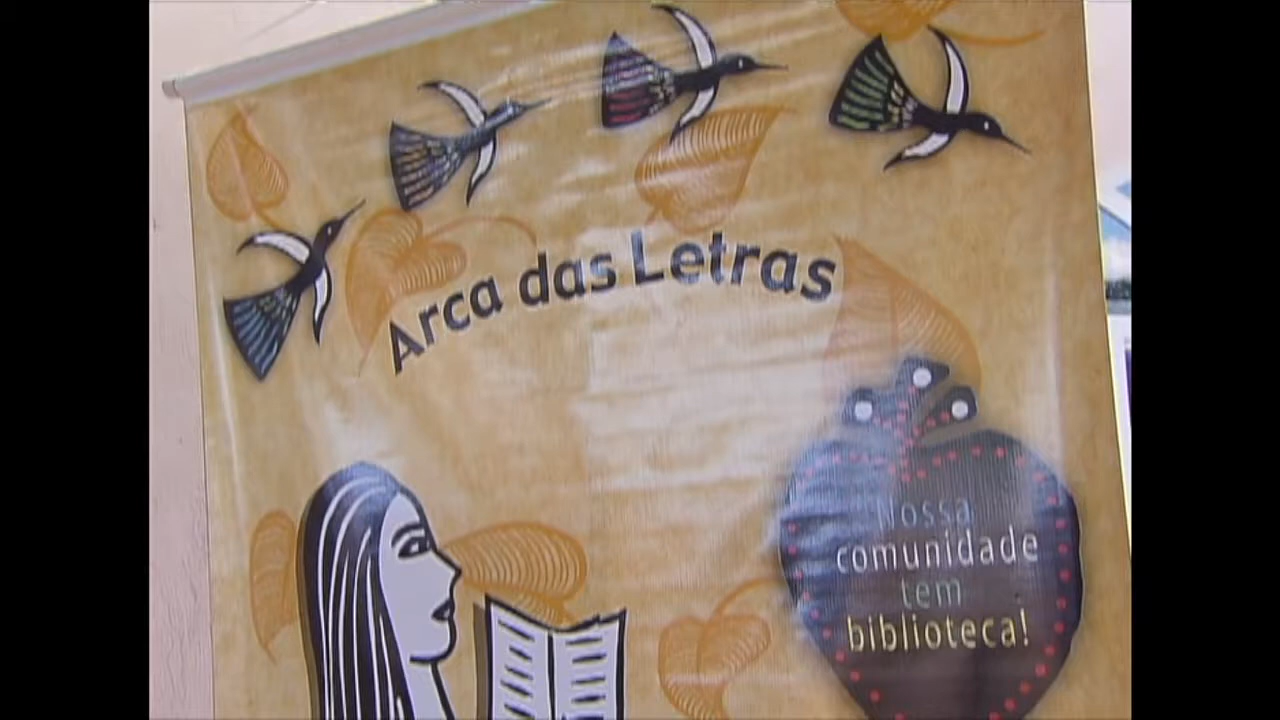 Arca das Letras
Nossa
comunidade
tem
biblioteca!